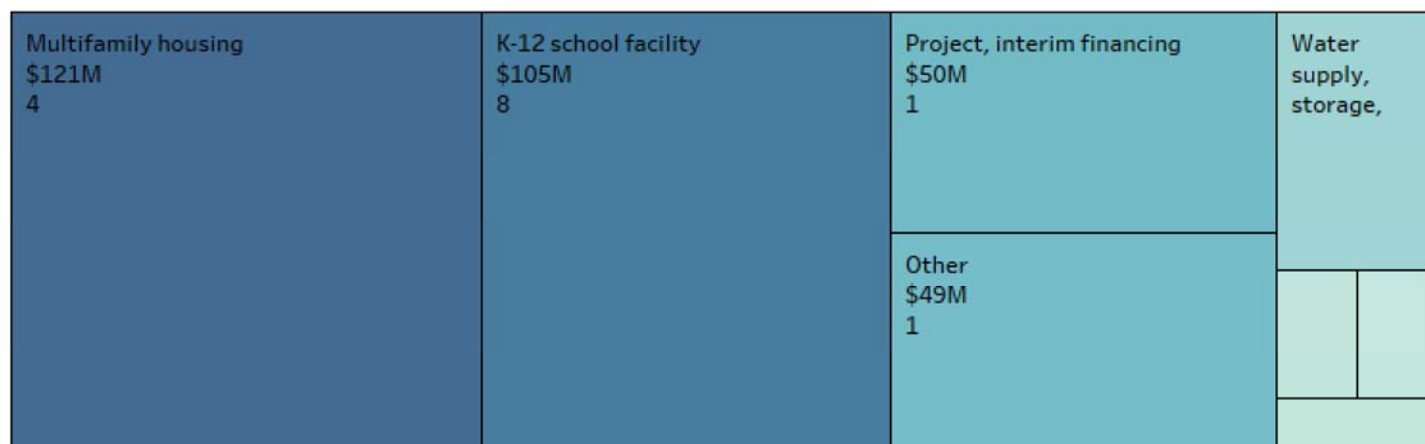 Multifamily housing
$121M
4
K-12 school facility
$105M
8
Project, interim financing
$50M
1
Other
$49M
1
Water
supply,
storage,